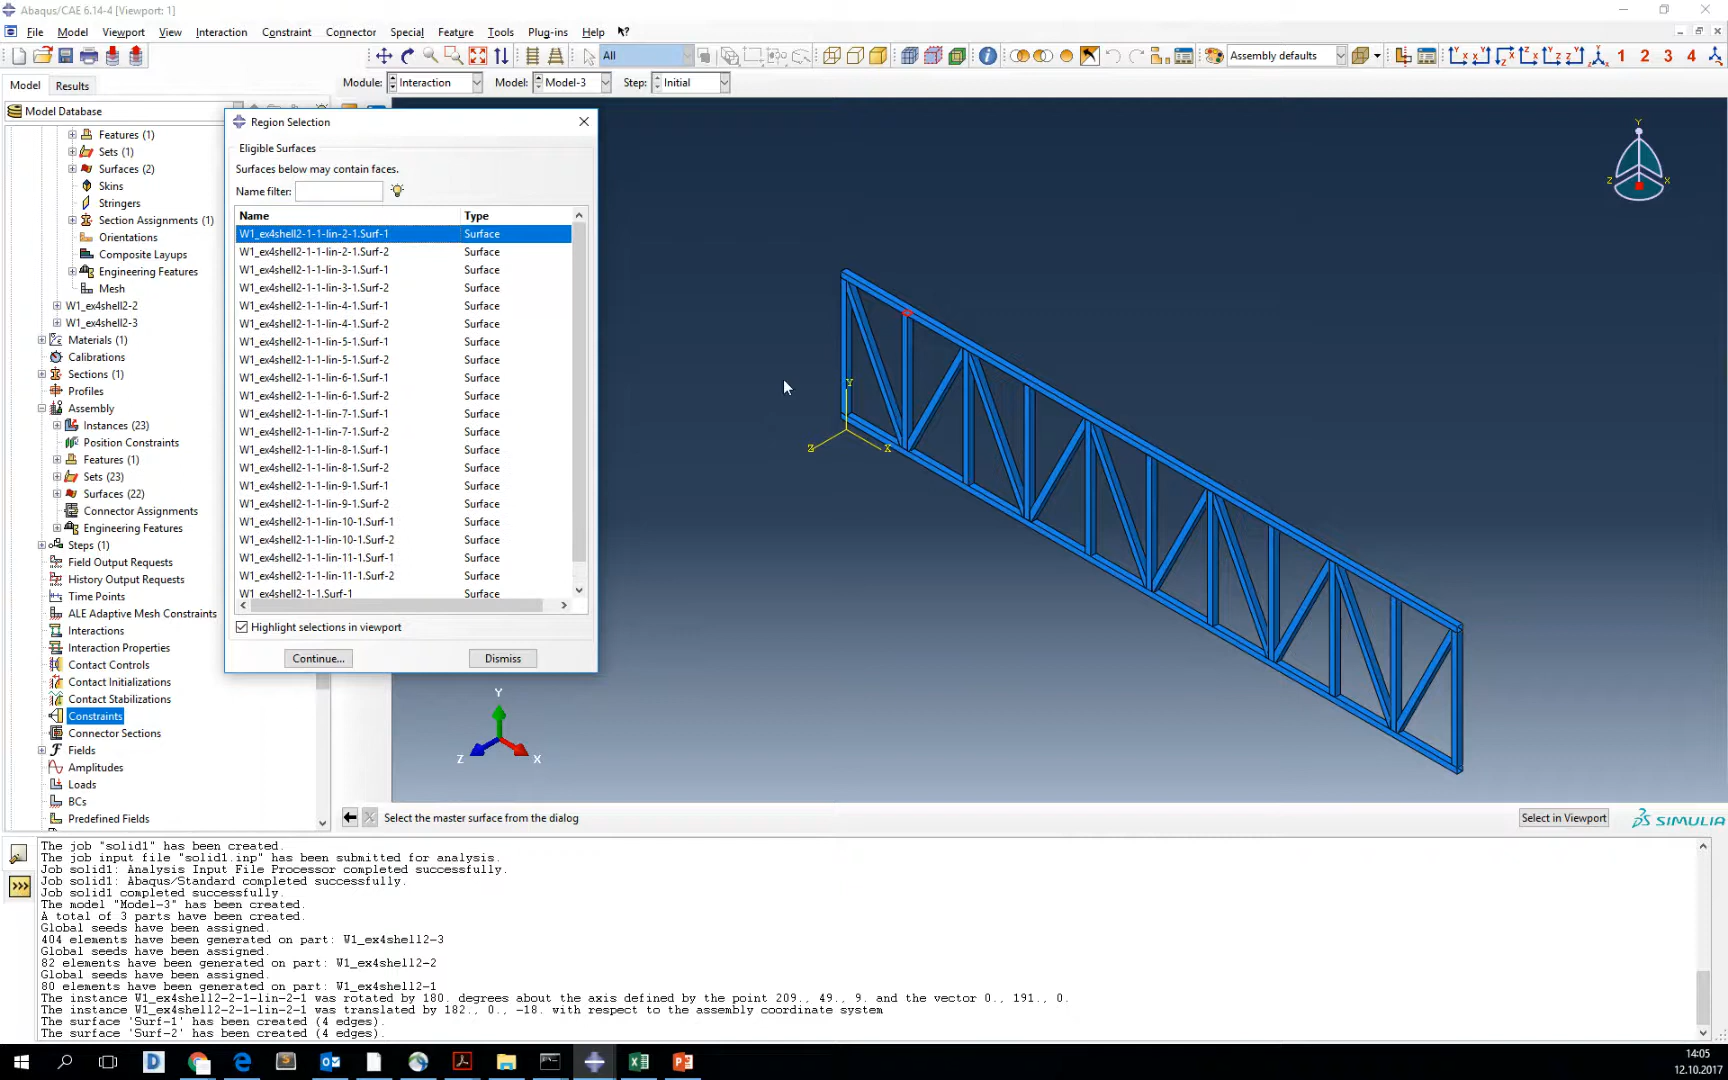 Abaqus/CAE 6.14-4 [Viewport: 1]
File Model Viewport View Interaction Constraint Connector Special Feature Tools Plug-ins Help
All
Assembly defaults
1 2 3 4
Model Results
Module: Interaction Model: Model-3 Step: Initial
Model Database
Features (1)
Sets (1)
Surfaces (2)
Skins
Stringers
Section Assignments (1)
Orientations
Composite Layups
Engineering Features
Mesh
W1_ex4shell2-2
W1_ex4shell2-3
Materials (1)
Calibrations
Sections (1)
Profiles
Assembly
Instances (23)
Position Constraints
Features (1)
Sets (23)
Surfaces (22)
Connector Assignments
Engineering Features
Steps (1)
Field Output Requests
History Output Requests
Time Points
ALE Adaptive Mesh Constraints
Interactions
Interaction Properties
Contact Controls
Contact Initializations
Contact Stabilizations
Constraints
Connector Sections
Fields
Amplitudes
Loads
BCs
Predefined Fields
Region Selection
Eligible Surfaces
Surfaces below may contain faces.
Name filter:
Name Type
W1_ex4shell2-1-1-lin-2-1.Surf-1 Surface
W1_ex4shell2-1-1-lin-2-1.Surf-2 Surface
W1_ex4shell2-1-1-lin-3-1.Surf-1 Surface
W1_ex4shell2-1-1-lin-3-1.Surf-2 Surface
W1_ex4shell2-1-1-lin-4-1.Surf-1 Surface
W1_ex4shell2-1-1-lin-4-1.Surf-2 Surface
W1_ex4shell2-1-1-lin-5-1.Surf-1 Surface
W1_ex4shell2-1-1-lin-5-1.Surf-2 Surface
W1_ex4shell2-1-1-lin-6-1.Surf-1 Surface
W1_ex4shell2-1-1-lin-6-1.Surf-2 Surface
W1_ex4shell2-1-1-lin-7-1.Surf-1 Surface
W1_ex4shell2-1-1-lin-7-1.Surf-2 Surface
W1_ex4shell2-1-1-lin-8-1.Surf-1 Surface
W1_ex4shell2-1-1-lin-8-1.Surf-2 Surface
W1_ex4shell2-1-1-lin-9-1.Surf-1 Surface
W1_ex4shell2-1-1-lin-9-1.Surf-2 Surface
W1_ex4shell2-1-1-lin-10-1.Surf-1 Surface
W1_ex4shell2-1-1-lin-10-1.Surf-2 Surface
W1_ex4shell2-1-1-lin-11-1.Surf-1 Surface
W1_ex4shell2-1-1-lin-11-1.Surf-2 Surface
W1_ex4shell2-1-1.Surf-1 Surface
Highlight selections in viewport
Continue... Dismiss
Y
Z X
Y
Z X
Y
Z X
Select the master surface from the dialog
Select in Viewport
SIMULIA
The job "solid1" has been created.
The job input file "solid1.inp" has been submitted for analysis.
Job solid1: Analysis Input File Processor completed successfully.
Job solid1: Abaqus/Standard completed successfully.
Job solid1 completed successfully.
The model "Model-3" has been created.
A total of 3 parts have been created.
Global seeds have been assigned.
404 elements have been generated on part: W1_ex4shell2-3
Global seeds have been assigned.
82 elements have been generated on part: W1_ex4shell2-2
Global seeds have been assigned.
80 elements have been generated on part: W1_ex4shell2-1
The instance W1_ex4shell2-2-1-lin-2-1 was rotated by 180. degrees about the axis defined by the point 209., 49., 9. and the vector 0., 191., 0.
The instance W1_ex4shell2-2-1-lin-2-1 was translated by 182., 0., -18. with respect to the assembly coordinate system
The surface 'Surf-1' has been created (4 edges).
The surface 'Surf-2' has been created (4 edges).
14:05
12.10.2017